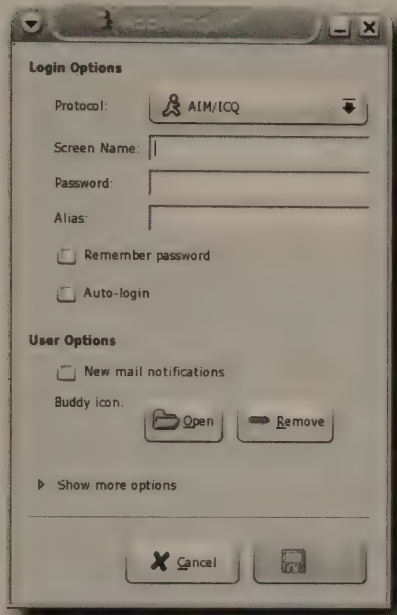 Login Options
Protocol: AIM/ICQ
Screen Name:
Password:
Alias:
Remember password
Auto-login
User Options
New mail notifications
Buddy icon: Open Remove
Show more options
Cancel